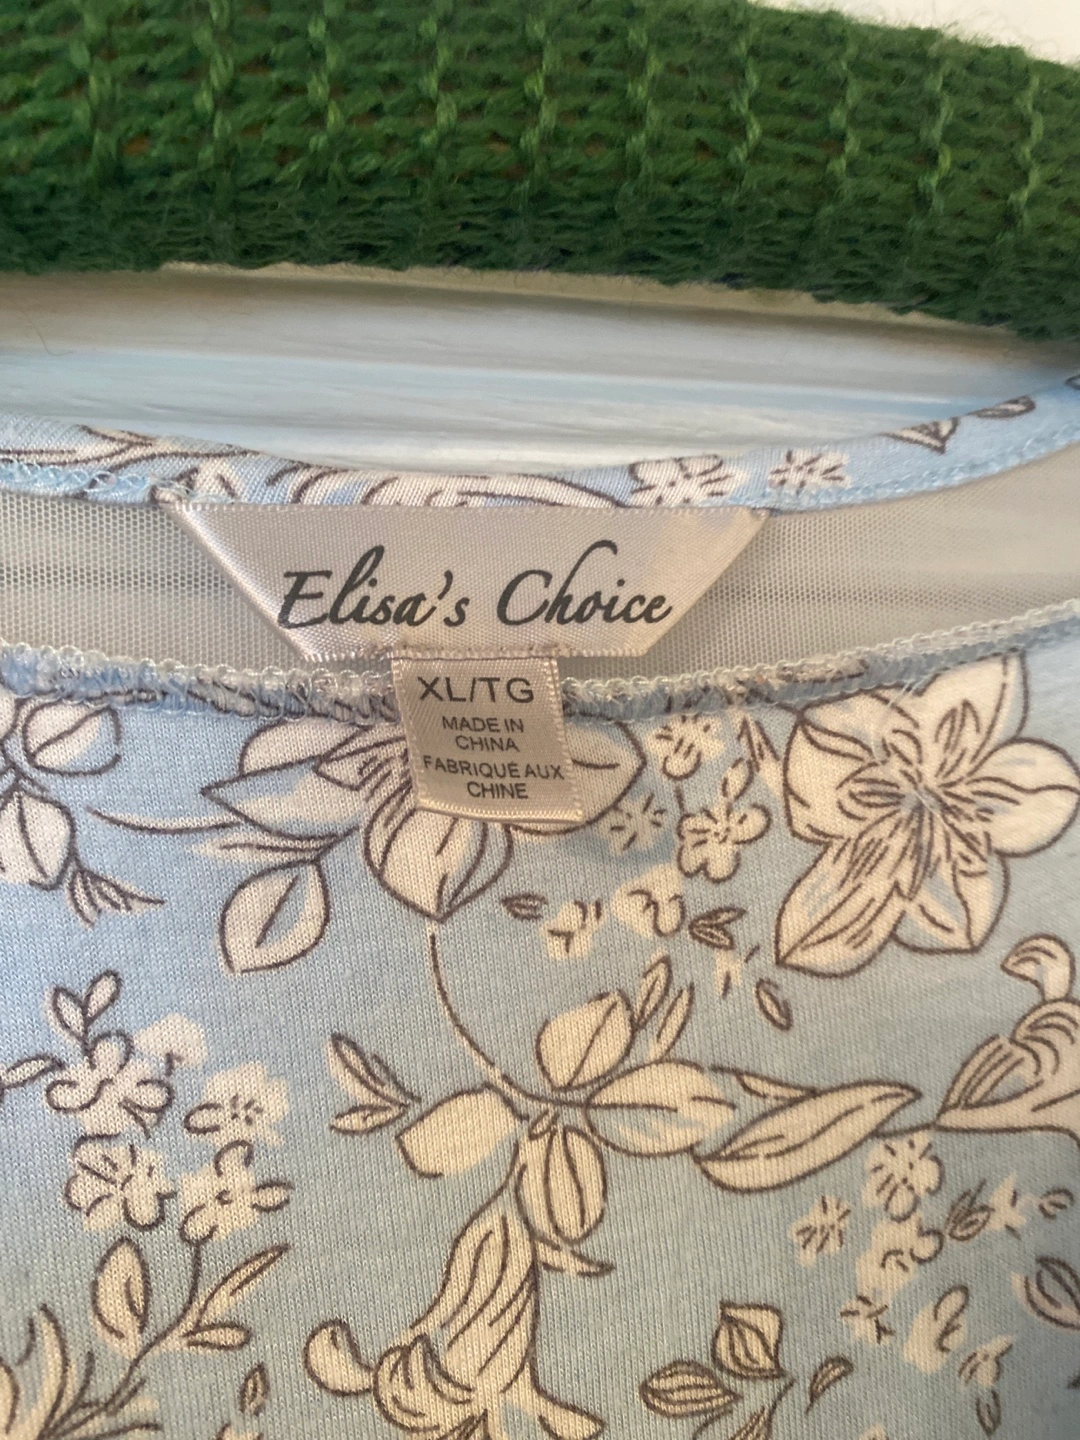 Elisa's Choice
XL/TG
MADE IN
CHINA
FABRIQUÉ AUX
CHINE